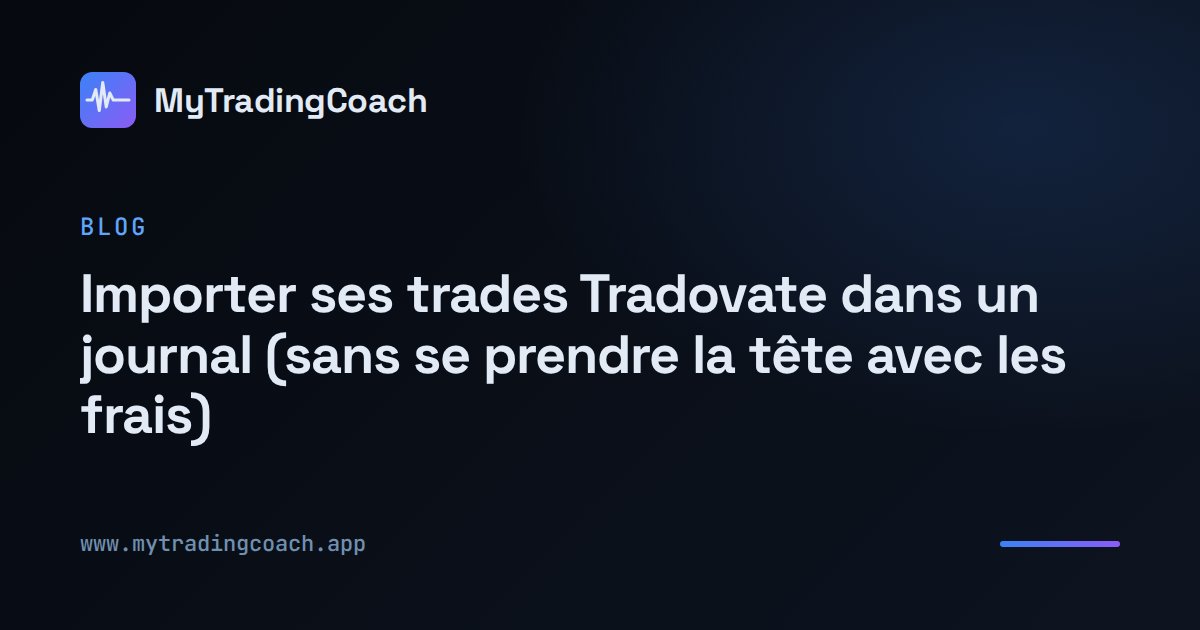 MyTradingCoach
BLOG
Importer ses trades Tradovate dans un
journal (sans se prendre la tête avec les
frais)
www.mytradingcoach.app